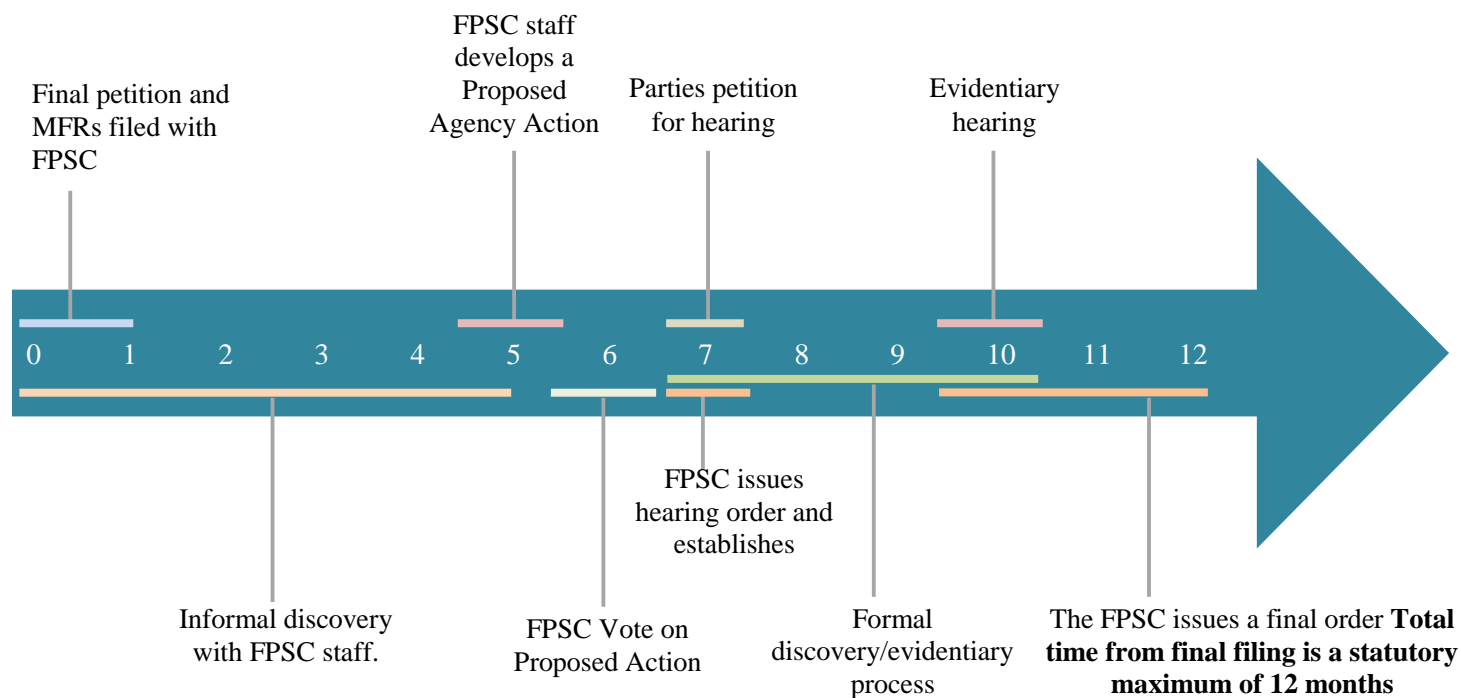 Final petition and
MFRs filed with
FPSC
FPSC staff
develops a
Proposed
Agency Action
Parties petition
for hearing
Evidentiary
hearing
0 1 2 3 4 5 6 7 8 9 10 11 12
Informal discovery
with FPSC staff.
FPSC Vote on
Proposed Action
FPSC issues
hearing order and
establishes
Formal
discovery/evidentiary
process
The FPSC issues a final order Total
time from final filing is a statutory
maximum of 12 months